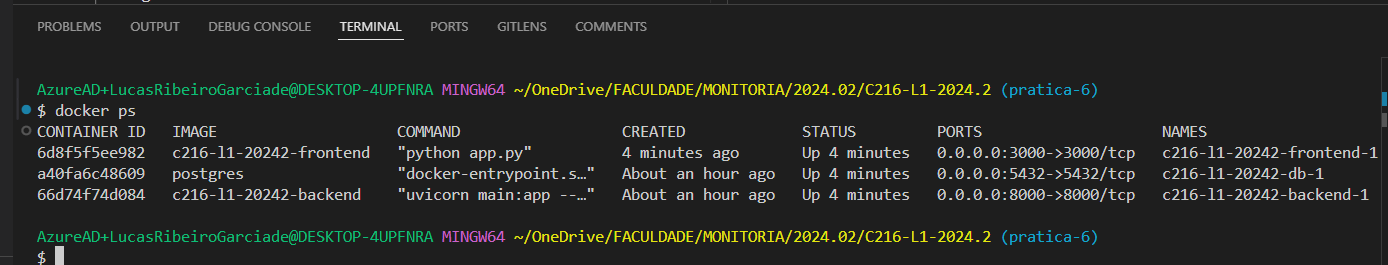 PROBLEMS OUTPUT DEBUG CONSOLE TERMINAL PORTS GITLENS COMMENTS
AzureAD+LucasRibeiroGarciade@DESKTOP-4UPFNRA MINGW64 ~/OneDrive/FACULDADE/MONITORIA/2024.02/C216-L1-2024.2 (pratica-6)
$ docker ps
CONTAINER ID IMAGE COMMAND CREATED STATUS PORTS NAMES
6d8f5f5ee982 c216-l1-20242-frontend "python app.py" 4 minutes ago Up 4 minutes 0.0.0.0:3000->3000/tcp c216-l1-20242-frontend-1
a40fa6c48609 postgres "docker-entrypoint.s…" About an hour ago Up 4 minutes 0.0.0.0:5432->5432/tcp c216-l1-20242-db-1
66d74f74d084 c216-l1-20242-backend "uvicorn main:app --…" About an hour ago Up 4 minutes 0.0.0.0:8000->8000/tcp c216-l1-20242-backend-1
AzureAD+LucasRibeiroGarciade@DESKTOP-4UPFNRA MINGW64 ~/OneDrive/FACULDADE/MONITORIA/2024.02/C216-L1-2024.2 (pratica-6)
$